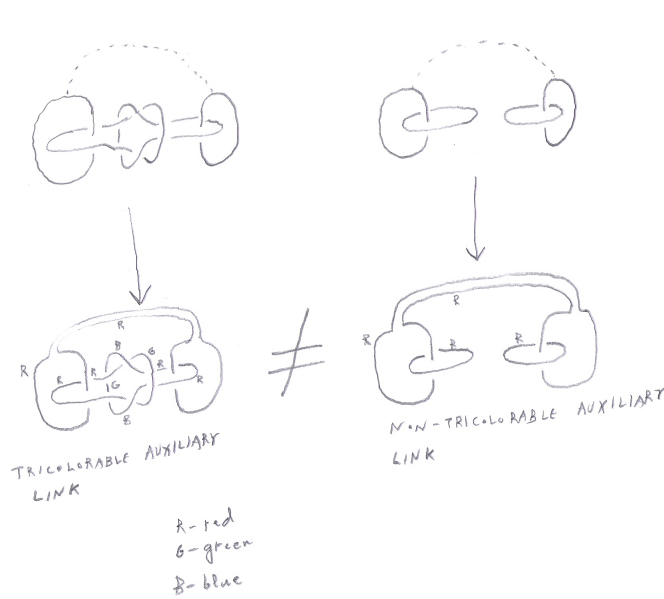 R
B
G
R
R
R
G
R
R
B
TRICOLORABLE AUXILIARY
LINK
R
R
R
R
NON-TRICOLORABLE AUXILIARY
LINK
R-red
G-green
B-blue